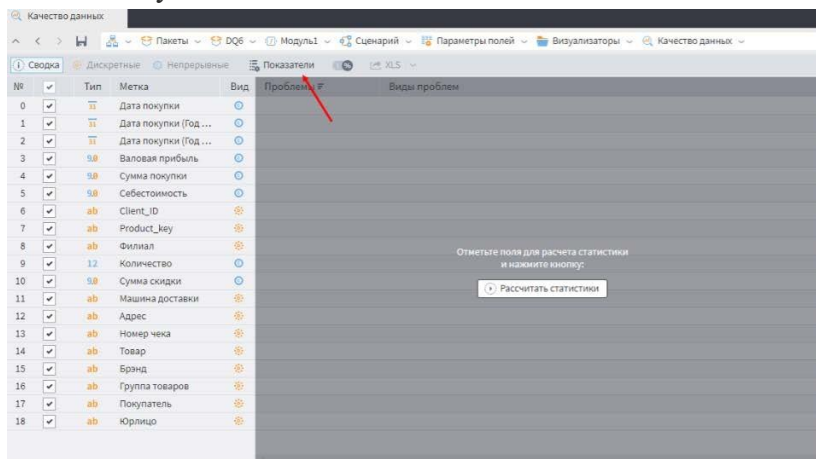 Качество данных
Пакеты DQ6 Модуль1 Сценарий Параметры полей Визуализаторы Качество данных
Сводка Дискретные Непрерывные Показатели % XLS
№ Тип Метка Вид Проблемы Виды проблем
0 31 Дата покупки
1 31 Дата покупки (Год ...
2 31 Дата покупки (Год ...
3 9.0 Валовая прибыль
4 9.0 Сумма покупки
5 9.0 Себестоимость
6 ab Client_ID
7 ab Product_key
8 ab Филиал
9 12 Количество
10 9.0 Сумма скидки
11 ab Машина доставки
12 ab Адрес
13 ab Номер чека
14 ab Товар
15 ab Брэнд
16 ab Группа товаров
17 ab Покупатель
18 ab Юрлицо
Отметьте поля для расчета статистики
и нажмите кнопку:
Рассчитать статистики